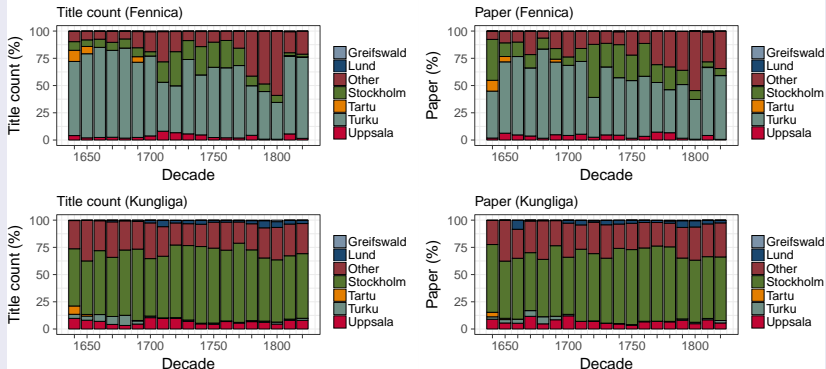 Title count (Fennica)
Title count (%)
100
75
50
25
0
1650
1700
1750
1800
Decade
Greifswald
Lund
Other
Stockholm
Tartu
Turku
Uppsala
Paper (Fennica)
Paper (%)
100
75
50
25
0
1650
1700
1750
1800
Decade
Greifswald
Lund
Other
Stockholm
Tartu
Turku
Uppsala
Title count (Kungliga)
Title count (%)
100
75
50
25
0
1650
1700
1750
1800
Decade
Greifswald
Lund
Other
Stockholm
Tartu
Turku
Uppsala
Paper (Kungliga)
Paper (%)
100
75
50
25
0
1650
1700
1750
1800
Decade
Greifswald
Lund
Other
Stockholm
Tartu
Turku
Uppsala